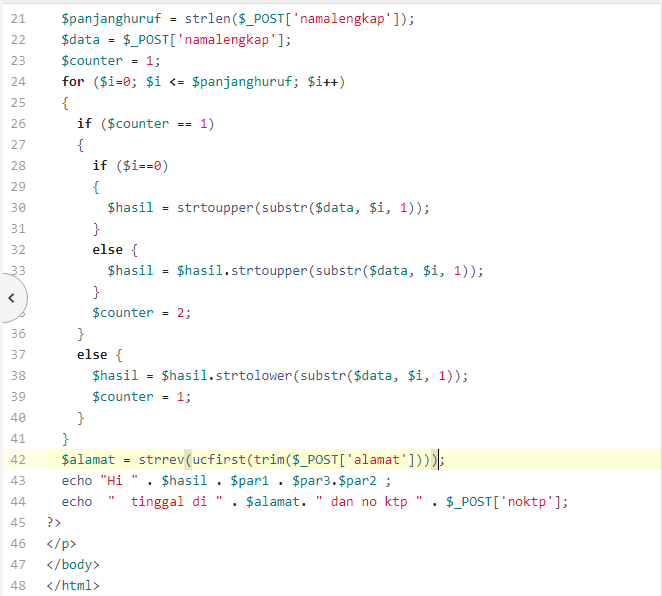 21 $panjanghuruf = strlen($_POST['namalengkap']);
22 $data = $_POST['namalengkap'];
23 $counter = 1;
24 for ($i=0; $i <= $panjanghuruf; $i++)
25 {
26 if ($counter == 1)
27 {
28 if ($i==0)
29 {
30 $hasil = strtoupper(substr($data, $i, 1));
31 }
32 else {
33 $hasil = $hasil.strtoupper(substr($data, $i, 1));
}
$counter = 2;
36 }
37 else {
38 $hasil = $hasil.strtolower(substr($data, $i, 1));
39 $counter = 1;
40 }
41 }
42 $alamat = strrev(ucfirst(trim($_POST['alamat'])));
43 echo "Hi " . $hasil . $par1 . $par3.$par2 ;
44 echo " tinggal di " . $alamat. " dan no ktp " . $_POST['noktp'];
45 ?>
46 </p>
47 </body>
48 </html>